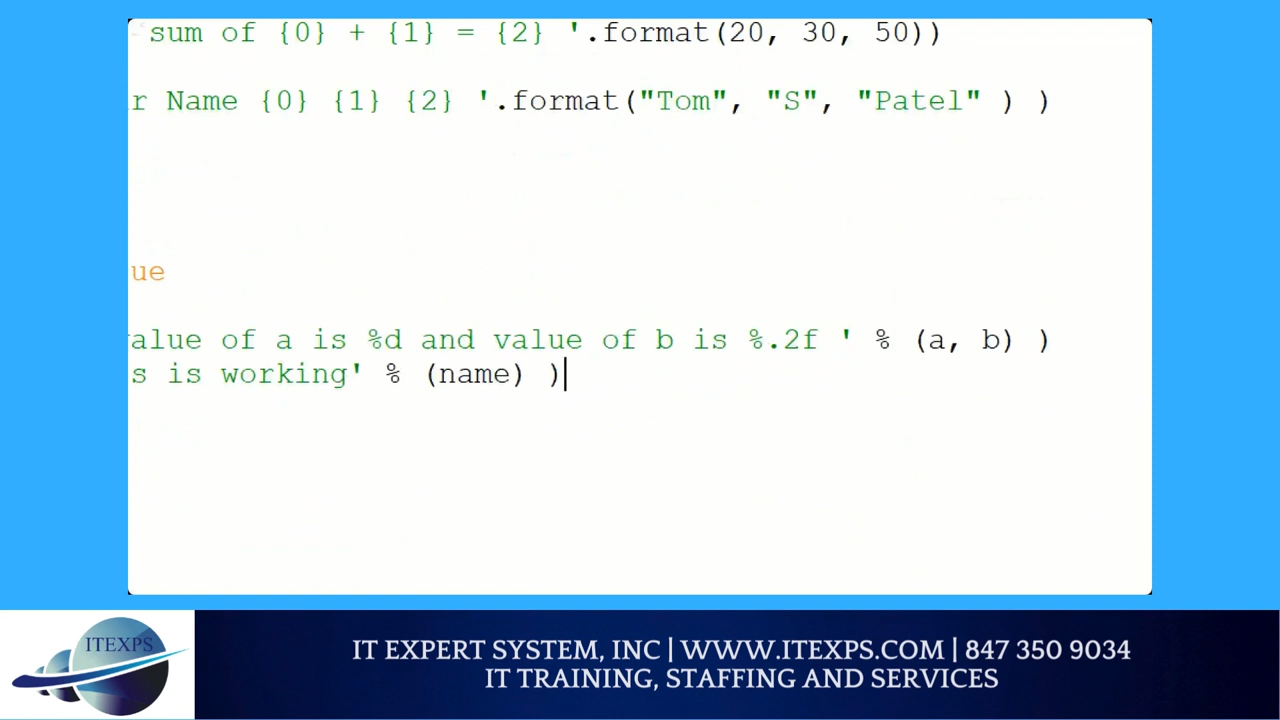 sum of {0} + {1} = {2} '.format(20, 30, 50))
r Name {0} {1} {2} '.format("Tom", "S", "Patel" ) )
ue
alue of a is %d and value of b is %.2f ' % (a, b) )
s is working' % (name) )
ITEXPS
IT EXPERT SYSTEM, INC | WWW.ITEXPS.COM | 847 350 9034
IT TRAINING, STAFFING AND SERVICES